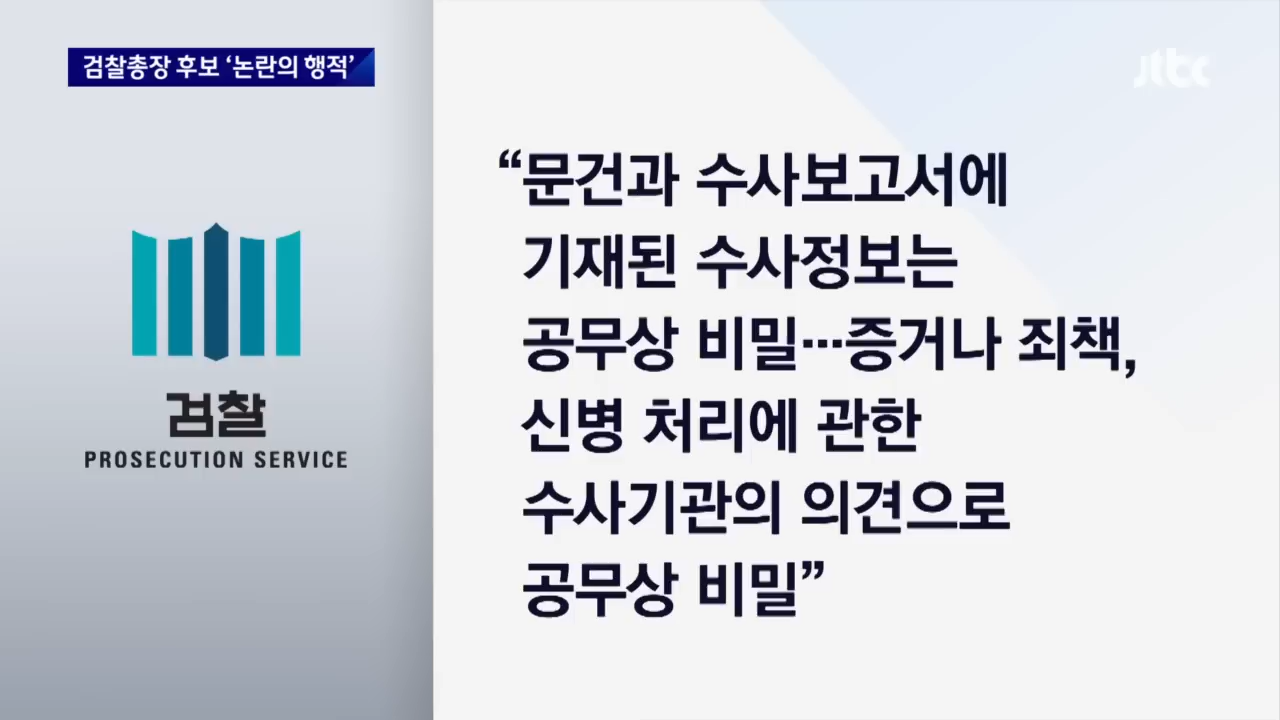 검찰총장 후보 ‘논란의 행적’
jtbc
“문건과 수사보고서에
기재된 수사정보는
공무상 비밀…증거나 죄책,
신병 처리에 관한
수사기관의 의견으로
공무상 비밀”
검찰
PROSECUTION SERVICE